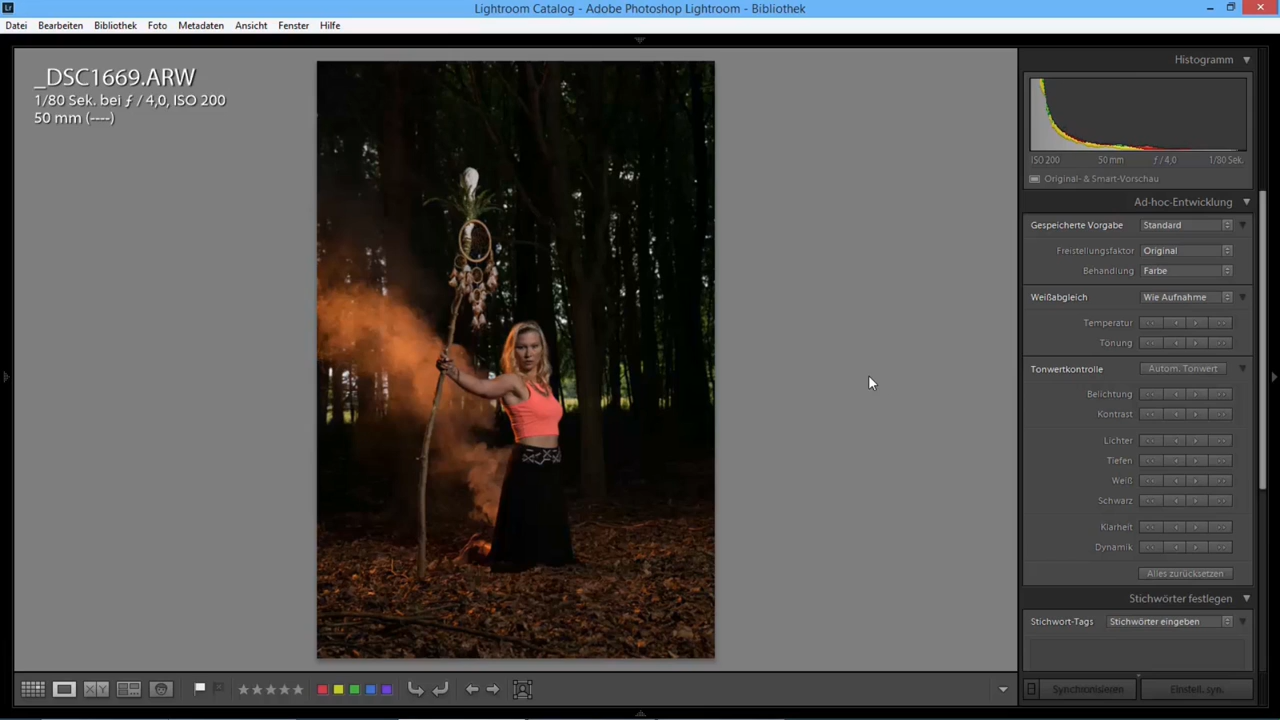 Lightroom Catalog - Adobe Photoshop Lightroom - Bibliothek
Lr
Datei Bearbeiten Bibliothek Foto Metadaten Ansicht Fenster Hilfe
_DSC1669.ARW
1/80 Sek. bei ƒ / 4,0, ISO 200
50 mm (----)
Histogramm
ISO 200 50 mm ƒ / 4,0 1/80 Sek.
Original- & Smart-Vorschau
Ad-hoc-Entwicklung
Gespeicherte Vorgabe Standard
Freistellungsfaktor Original
Behandlung Farbe
Weißabgleich Wie Aufnahme
Temperatur
Tönung
Tonwertkontrolle Autom. Tonwert
Belichtung
Kontrast
Lichter
Tiefen
Weiß
Schwarz
Klarheit
Dynamik
Alles zurücksetzen
Stichwörter festlegen
Stichwort-Tags Stichwörter eingeben
XY
Synchronisieren Einstell.syn.